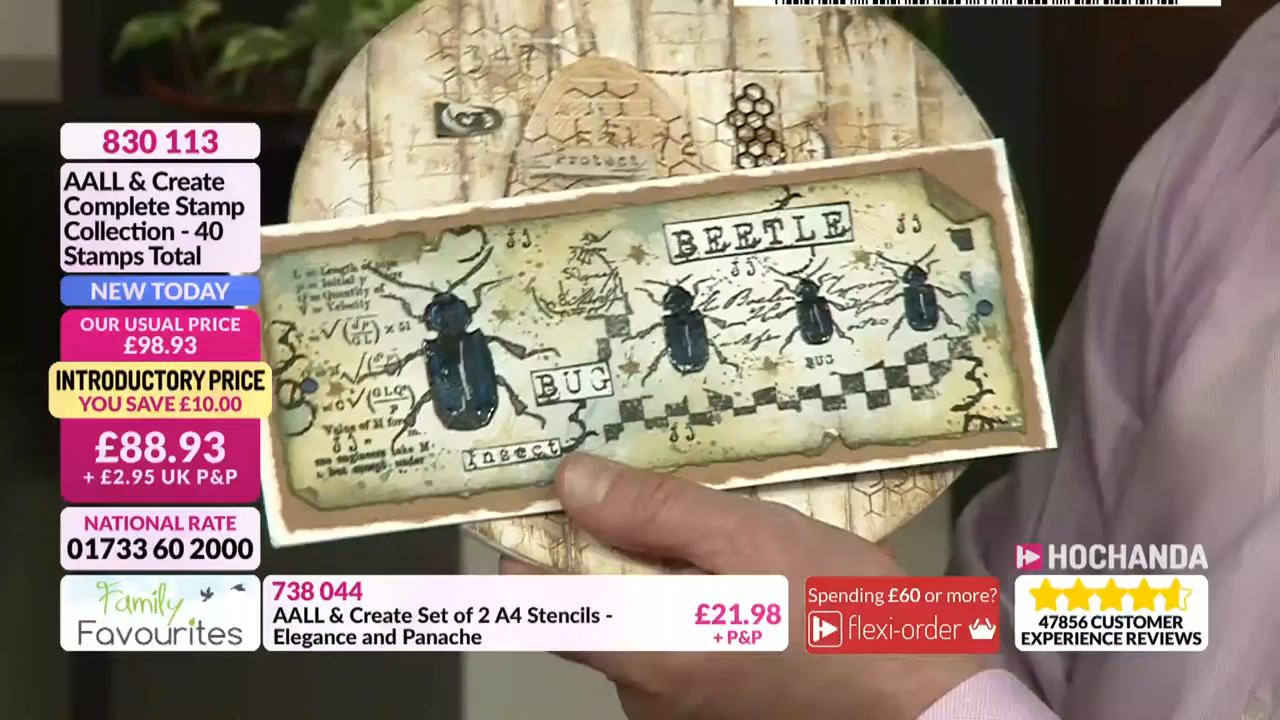 830 113
AALL & Create
Complete Stamp
Collection - 40
Stamps Total
NEW TODAY
OUR USUAL PRICE
£98.93
INTRODUCTORY PRICE
YOU SAVE £10.00
£88.93
+ £2.95 UK P&P
NATIONAL RATE
01733 60 2000
Family
Favourites
738 044
AALL & Create Set of 2 A4 Stencils -
Elegance and Panache
£21.98
+ P&P
Spending £60 or more?
flexi-order
HOCHANDA
47856 CUSTOMER
EXPERIENCE REVIEWS
Protect
BEETLE
BUG
BUG
Insect
Velocity